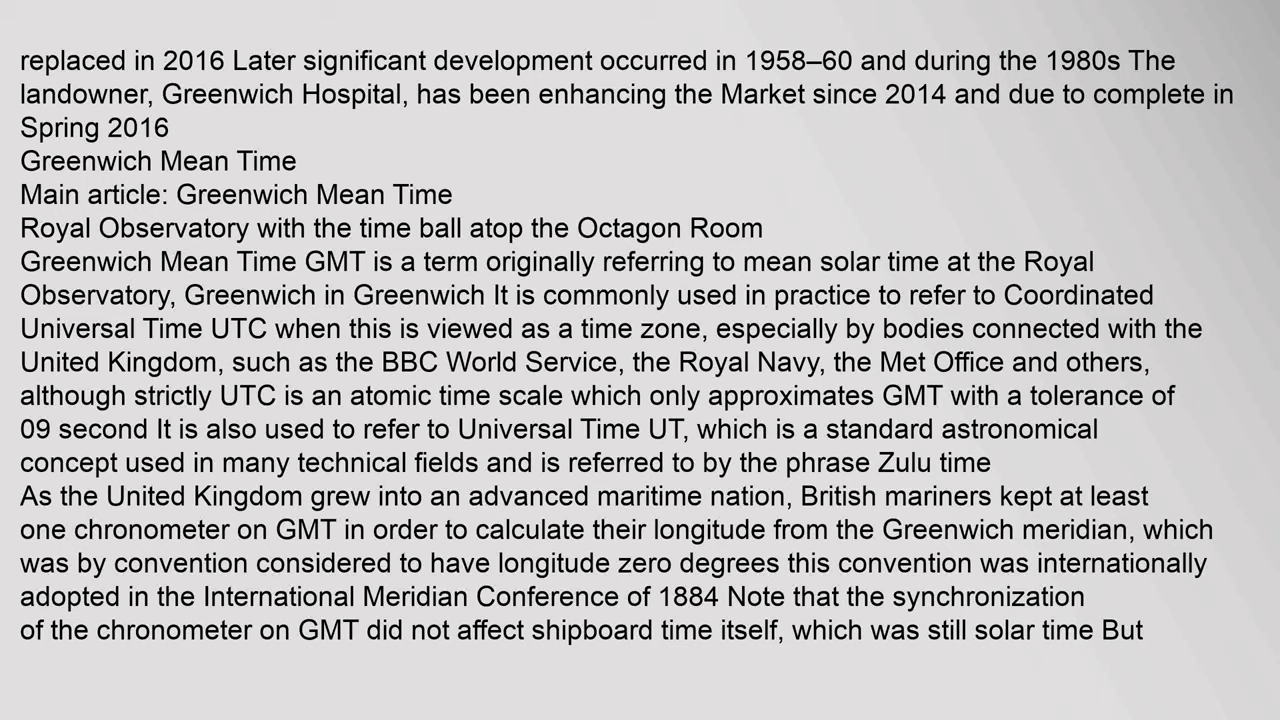 replaced in 2016 Later significant development occurred in 1958–60 and during the 1980s The
landowner, Greenwich Hospital, has been enhancing the Market since 2014 and due to complete in
Spring 2016
Greenwich Mean Time
Main article: Greenwich Mean Time
Royal Observatory with the time ball atop the Octagon Room
Greenwich Mean Time GMT is a term originally referring to mean solar time at the Royal
Observatory, Greenwich in Greenwich It is commonly used in practice to refer to Coordinated
Universal Time UTC when this is viewed as a time zone, especially by bodies connected with the
United Kingdom, such as the BBC World Service, the Royal Navy, the Met Office and others,
although strictly UTC is an atomic time scale which only approximates GMT with a tolerance of
09 second It is also used to refer to Universal Time UT, which is a standard astronomical
concept used in many technical fields and is referred to by the phrase Zulu time
As the United Kingdom grew into an advanced maritime nation, British mariners kept at least
one chronometer on GMT in order to calculate their longitude from the Greenwich meridian, which
was by convention considered to have longitude zero degrees this convention was internationally
adopted in the International Meridian Conference of 1884 Note that the synchronization
of the chronometer on GMT did not affect shipboard time itself, which was still solar time But